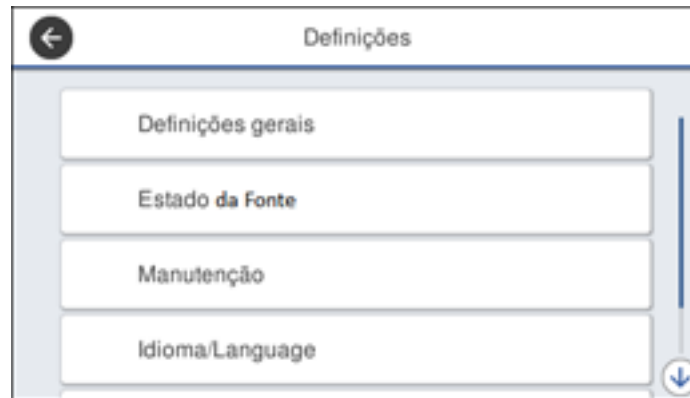 Definições
Definições gerais
Estado da Fonte
Manutenção
Idioma/Language